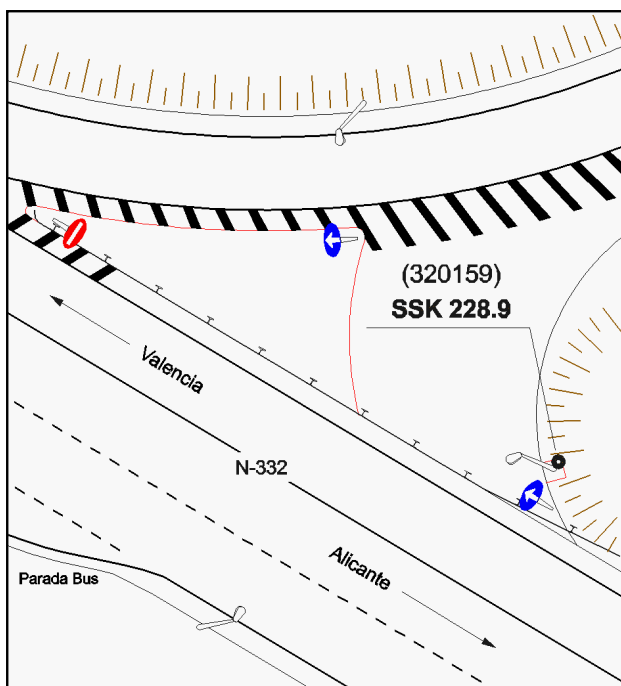 (320159)
SSK 228.9
Valencia
N-332
Alicante
Parada Bus